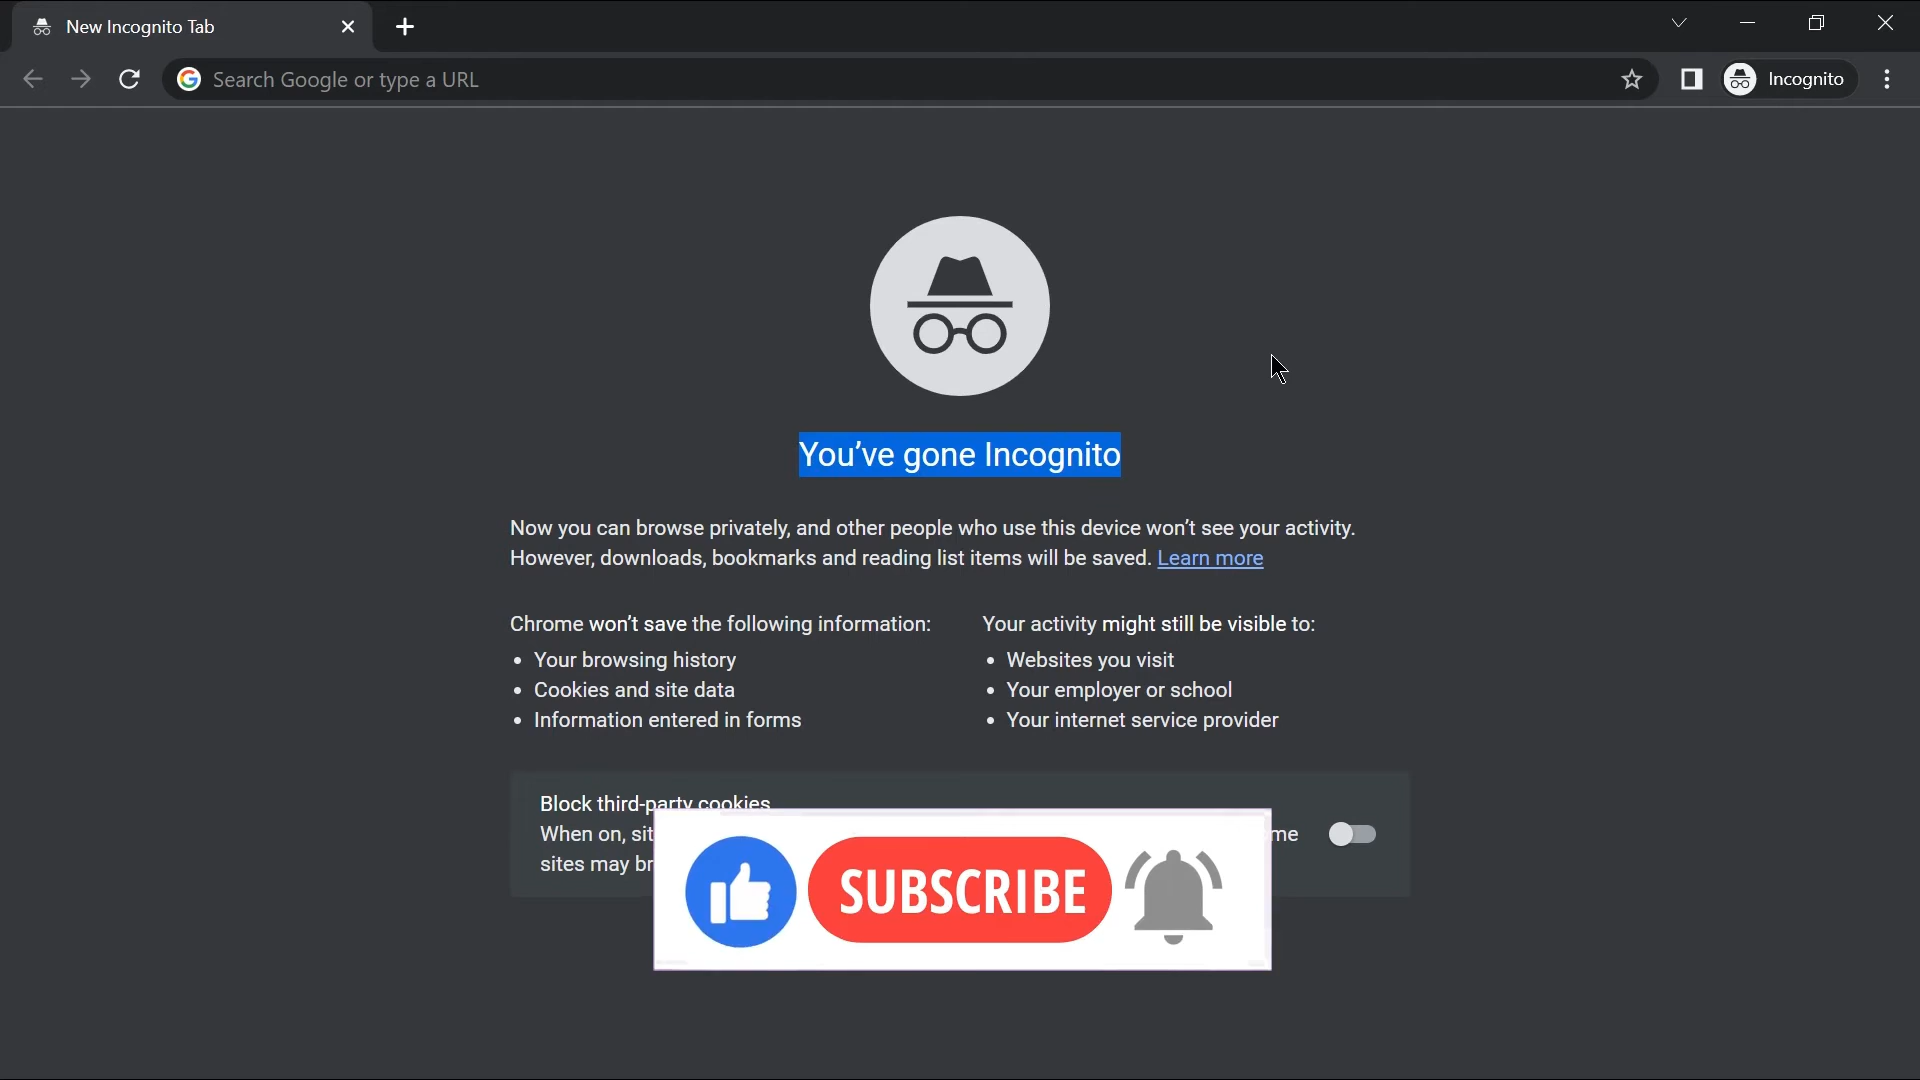 New Incognito Tab
Search Google or type a URL
Incognito
You've gone Incognito
Now you can browse privately, and other people who use this device won't see your activity.
However, downloads, bookmarks and reading list items will be saved. Learn more
Chrome won't save the following information:
Your browsing history
Cookies and site data
Information entered in forms
Your activity might still be visible to:
Websites you visit
Your employer or school
Your internet service provider
Block third-party cookies
When on,
sites may
SUBSCRIBE